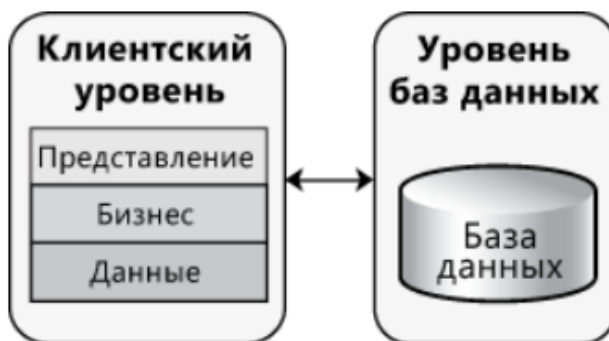 Клиентский
уровень
Представление
Бизнес
Данные
Уровень
баз данных
База
данных